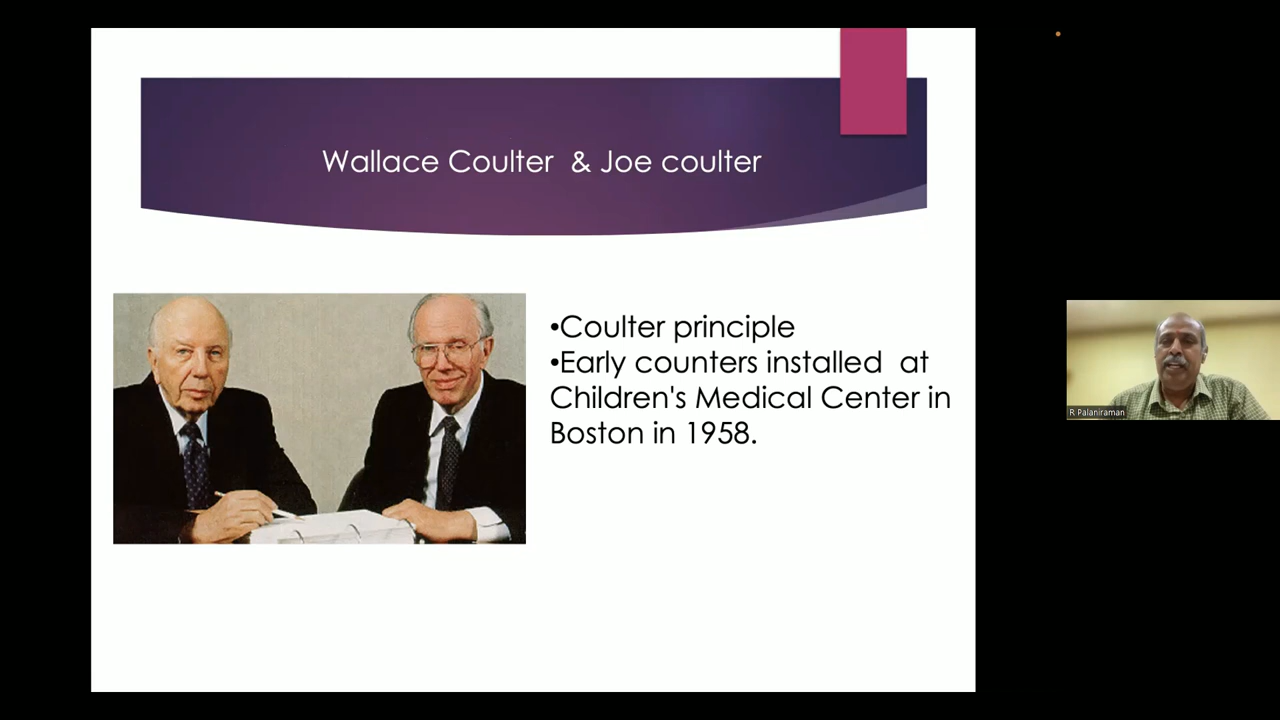 Wallace Coulter & Joe coulter
•Coulter principle
•Early counters installed at
Children's Medical Center in
Boston in 1958.
R Palaniraman